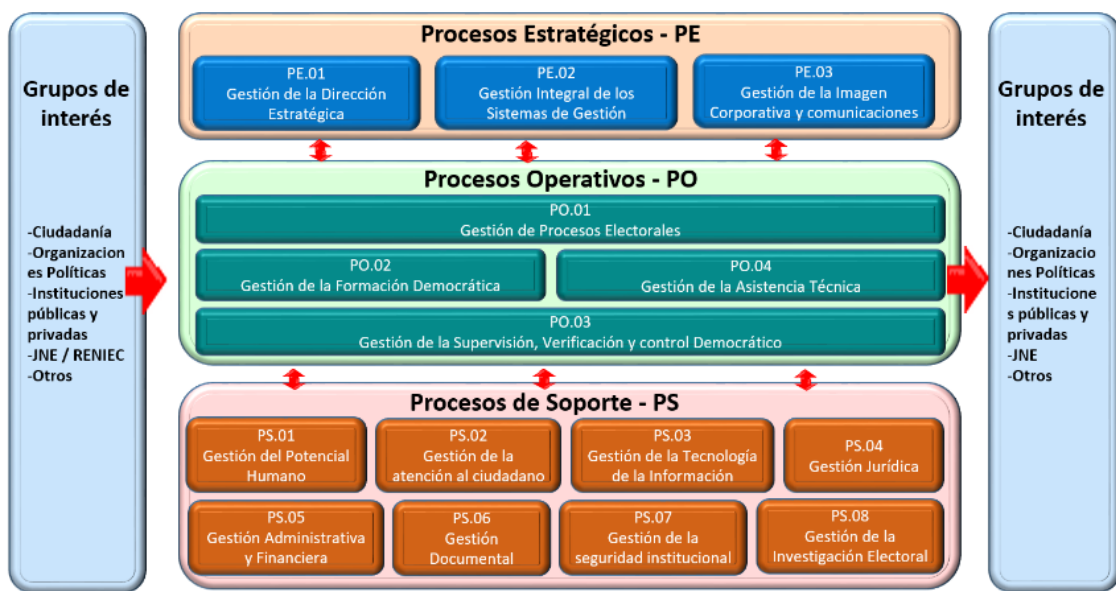 Grupos de
interés
-Ciudadanía
-Organizacion
es Políticas
-Instituciones
públicas y
privadas
-JNE / RENIEC
-Otros
Procesos Estratégicos - PE
PE.01
Gestión de la Dirección
Estratégica
PE.02
Gestión Integral de los
Sistemas de Gestión
PE.03
Gestión de la Imagen
Corporativa y comunicaciones
Procesos Operativos - PO
PO.01
Gestión de Procesos Electorales
PO.02
Gestión de la Formación Democrática
PO.04
Gestión de la Asistencia Técnica
PO.03
Gestión de la Supervisión, Verificación y control Democrático
Procesos de Soporte - PS
PS.01
Gestión del Potencial
Humano
PS.02
Gestión de la
atención al ciudadano
PS.03
Gestión de la Tecnología
de la Información
PS.04
Gestión Jurídica
PS.05
Gestión Administrativa
y Financiera
PS.06
Gestión
Documental
PS.07
Gestión de la
seguridad institucional
PS.08
Gestión de la
Investigación Electoral
Grupos de
interés
-Ciudadanía
-Organizacio
nes Políticas
-Institucione
s públicas y
privadas
-JNE
-Otros